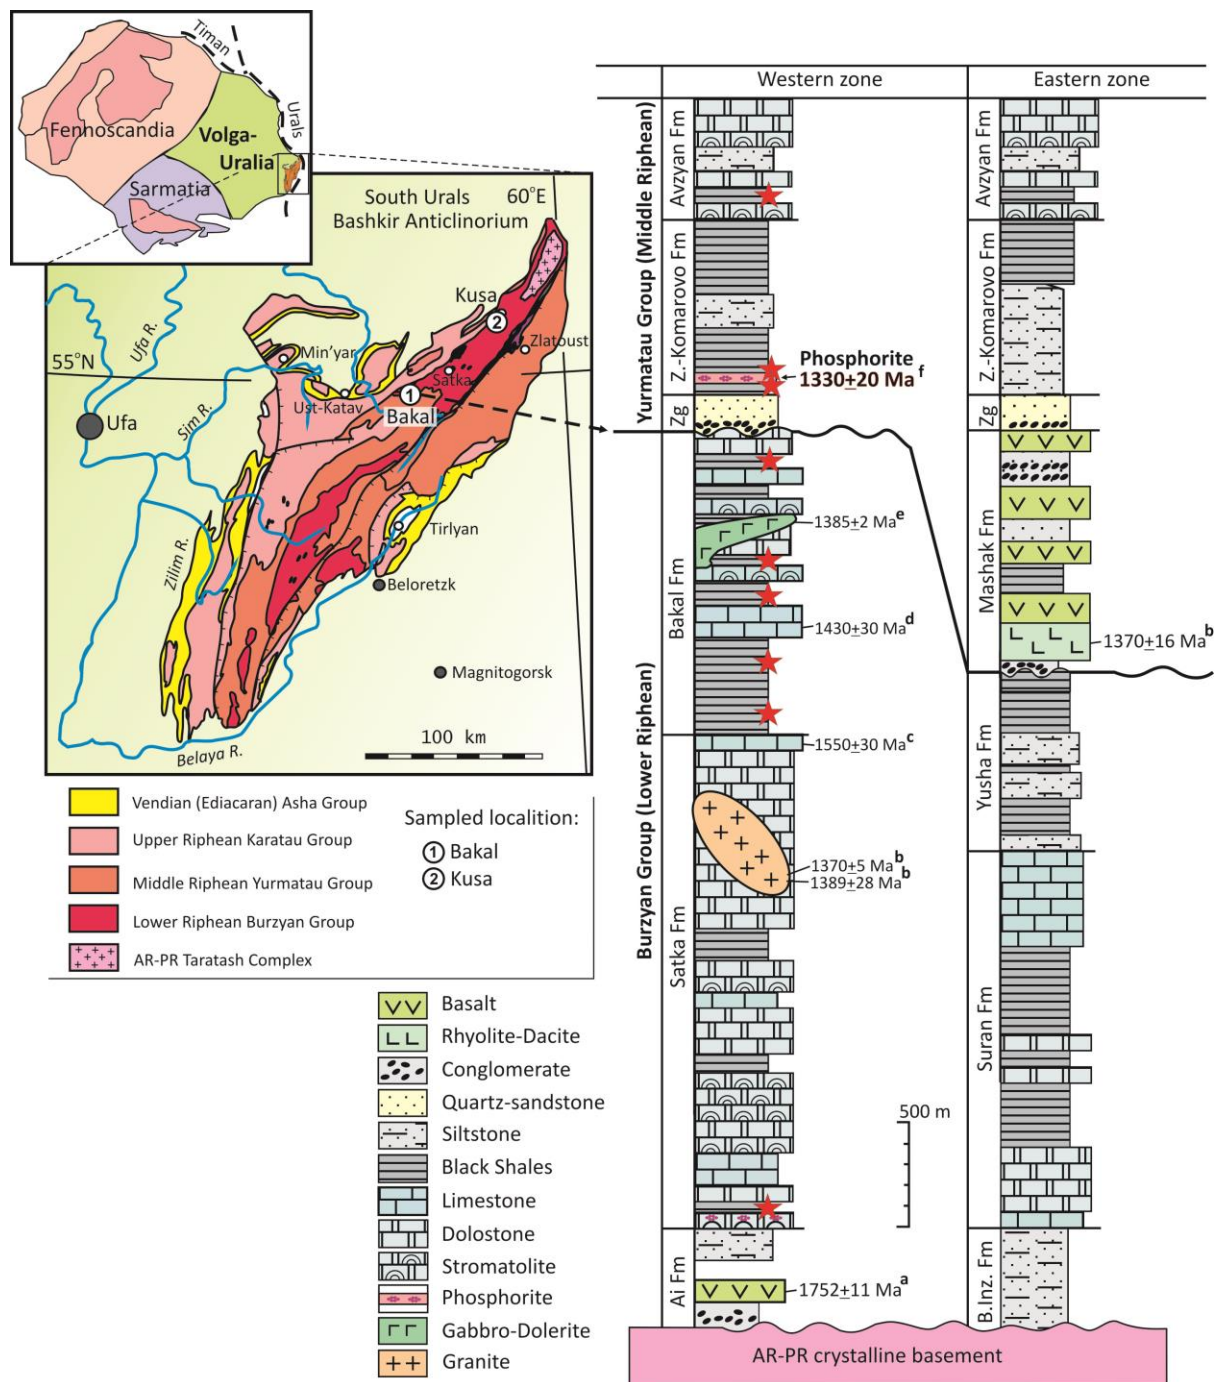 Timan
Urals
Fennoscandia
Volga-
Uralia
Sarmatia
South Urals
Bashkir Anticlinorium
60°E
55°N
Ufa R.
Kusa
2
Zlatoust
Min'yar
Satka
Ust-Katav
1
Bakal
Sim R.
Ufa
Tirlyan
Zilim R.
Beloretzk
Magnitogorsk
100 km
Belaya R.
Vendian (Ediacaran) Asha Group
Upper Riphean Karatau Group
Middle Riphean Yurmatau Group
Lower Riphean Burzyan Group
AR-PR Taratash Complex
Sampled localition:
1 Bakal
2 Kusa
Basalt
Rhyolite-Dacite
Conglomerate
Quartz-sandstone
Siltstone
Black Shales
Limestone
Dolostone
Stromatolite
Phosphorite
Gabbro-Dolerite
Granite
Western zone
Eastern zone
Yurmatau Group (Middle Riphean)
Burzyan Group (Lower Riphean)
Avzyan Fm
Z.-Komarovo Fm
Zg
Bakal Fm
Satka Fm
Ai Fm
Phosphorite
1330±20 Ma f
1385±2 Ma e
1430±30 Ma d
1550±30 Ma c
1370±5 Ma b
1389±28 Ma b
1752±11 Ma a
500 m
Avzyan Fm
Z.-Komarovo Fm
Zg
Mashak Fm
1370±16 Ma b
Yusha Fm
Suran Fm
B.Inz. Fm
AR-PR crystalline basement